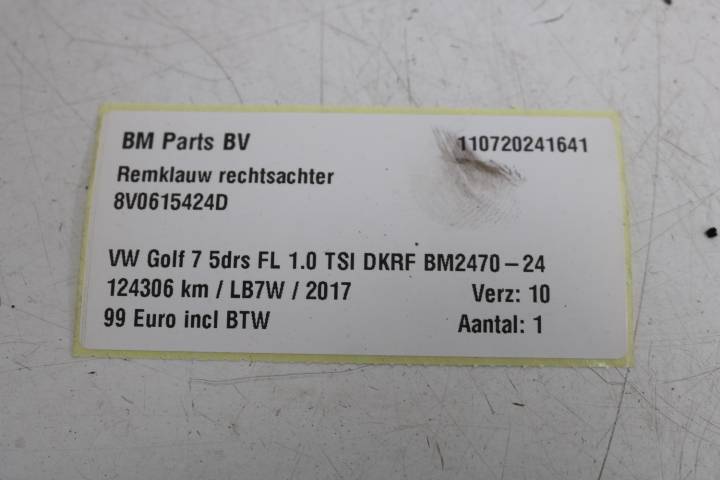 BM Parts BV 110720241641
Remklauw rechtsachter
8V0615424D
VW Golf 7 5drs FL 1.0 TSI DKRF BM2470-24
124306 km / LB7W / 2017 Verz: 10
99 Euro incl BTW Aantal: 1